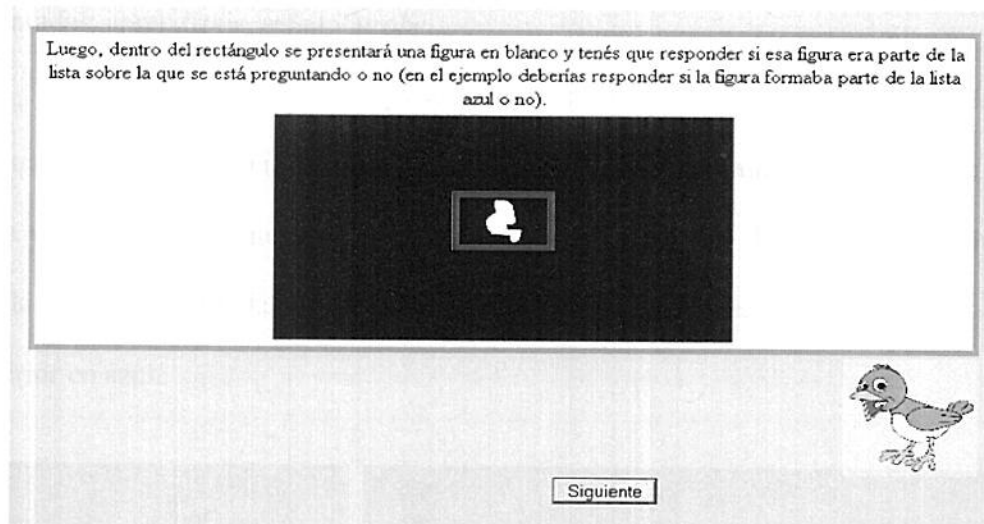 Luego, dentro del rectángulo se presentará una figura en blanco y tenés que responder si esa figura era parte de la
lista sobre la que se está preguntando o no (en el ejemplo deberías responder si la figura formaba parte de la lista
azul o no).
Siguiente